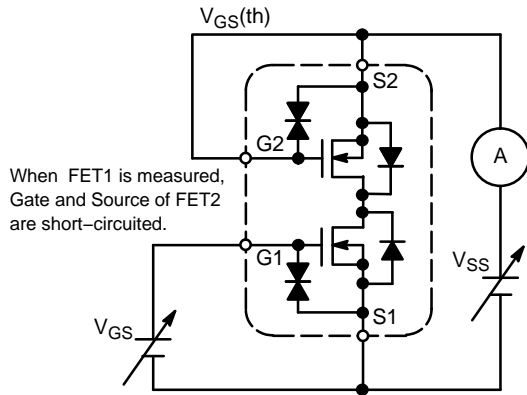 VGS(th)
S2
G2
A
When FET1 is measured,
Gate and Source of FET2
are short−circuited.
G1
VSS
S1
VGS